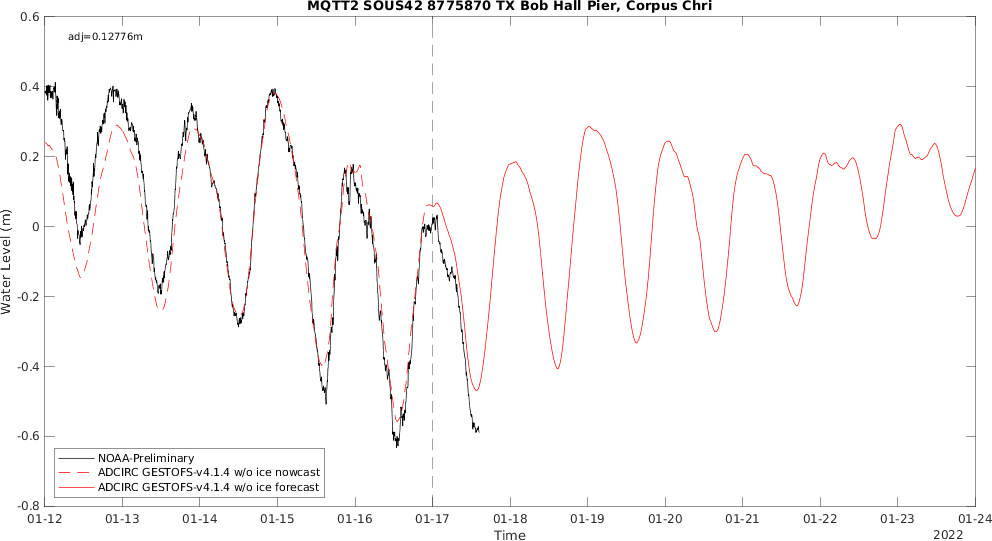 MQTT2 SOUS42 8775870 TX Bob Hall Pier, Corpus Chri
adj=0.12776m
0.6
0.4
0.2
0
-0.2
-0.4
-0.6
-0.8
Water Level (m)
NOAA-Preliminary
ADCIRC GESTOFS-v4.1.4 w/o ice nowcast
ADCIRC GESTOFS-v4.1.4 w/o ice forecast
01-12 01-13 01-14 01-15 01-16 01-17 01-18 01-19 01-20 01-21 01-22 01-23 01-24
Time
2022